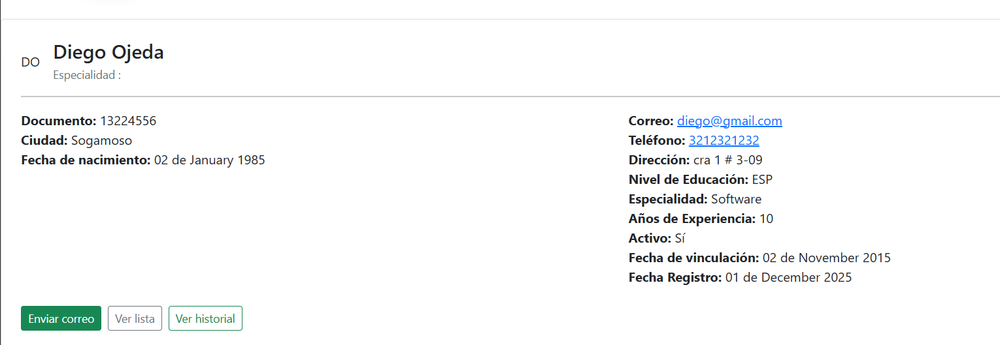 DO
Diego Ojeda
Especialidad :
Documento: 13224556
Ciudad: Sogamoso
Fecha de nacimiento: 02 de January 1985
Correo: diego@gmail.com
Teléfono: 3212321232
Dirección: cra 1 # 3-09
Nivel de Educación: ESP
Especialidad: Software
Años de Experiencia: 10
Activo: Sí
Fecha de vinculación: 02 de November 2015
Fecha Registro: 01 de December 2025
Enviar correo
Ver lista
Ver historial